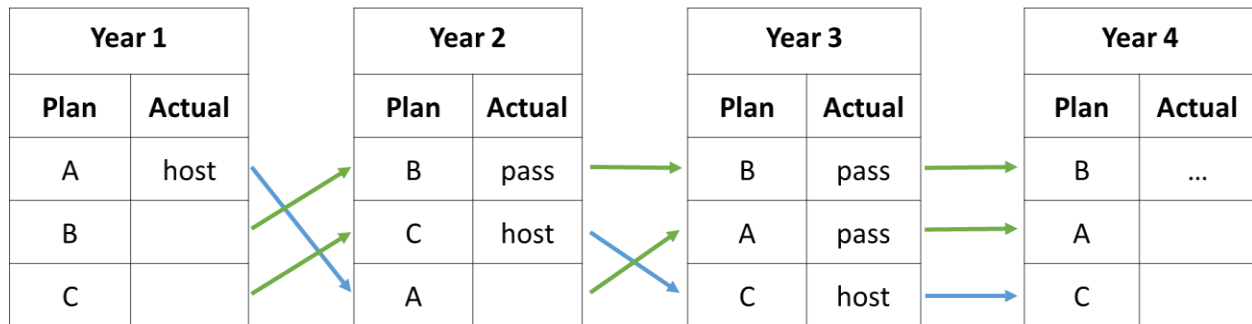 Year 1 Year 2 Year 3 Year 4
Plan Actual Plan Actual Plan Actual Plan Actual
A host B pass B pass B ...
B C host A pass A
C A C host C